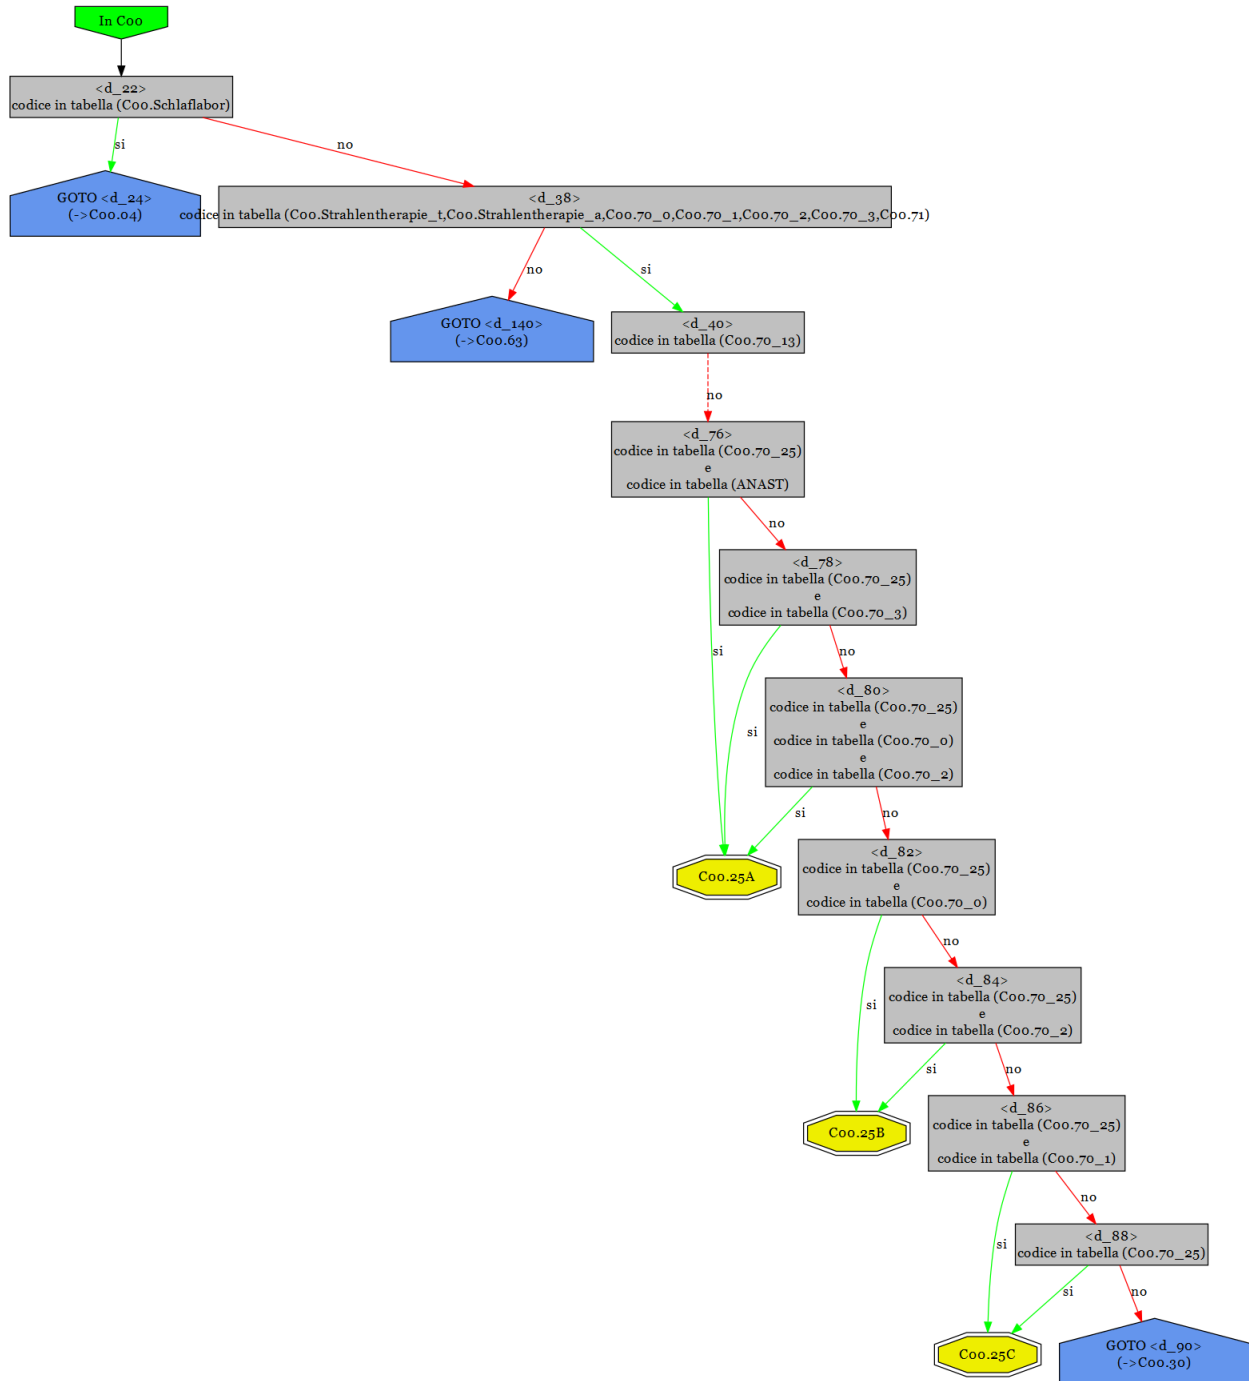 In C00
<d_22>
codice in tabella (C00.Schlaflabor)
si
no
GOTO <d_24>
(->C00.04)
<d_38>
codice in tabella (C00.Strahlentherapie_t,C00.Strahlentherapie_a,C00.70_0,C00.70_1,C00.70_2,C00.70_3,C00.71)
no
si
GOTO <d_140>
(->C00.63)
<d_40>
codice in tabella (C00.70_13)
no
<d_76>
codice in tabella (C00.70_25)
e
codice in tabella (ANAST)
no
<d_78>
codice in tabella (C00.70_25)
e
codice in tabella (C00.70_3)
si
no
<d_80>
codice in tabella (C00.70_25)
e
codice in tabella (C00.70_0)
e
codice in tabella (C00.70_2)
si
si
no
C00.25A
<d_82>
codice in tabella (C00.70_25)
e
codice in tabella (C00.70_0)
no
<d_84>
codice in tabella (C00.70_25)
e
codice in tabella (C00.70_2)
si
si
no
C00.25B
<d_86>
codice in tabella (C00.70_25)
e
codice in tabella (C00.70_1)
no
<d_88>
codice in tabella (C00.70_25)
si
si
no
C00.25C
GOTO <d_90>
(->C00.30)